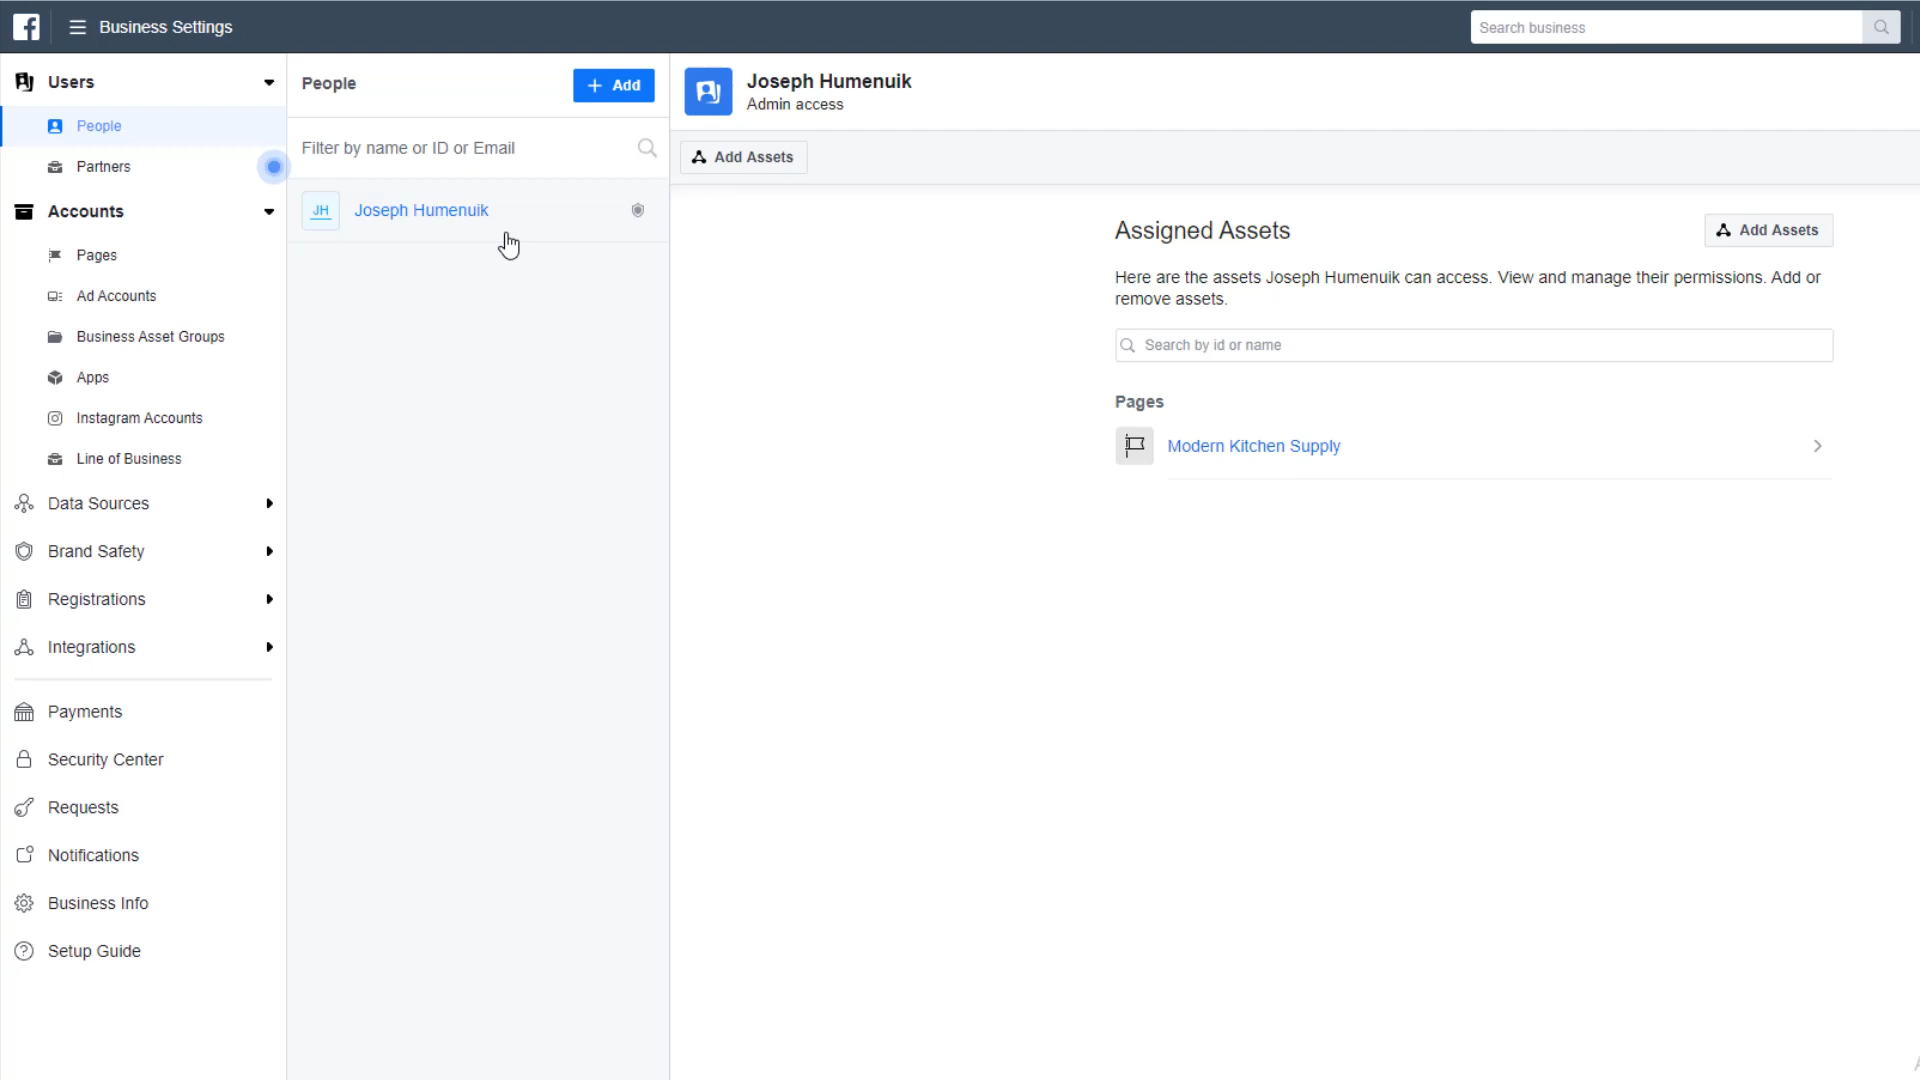 Business Settings
Search business
Users
People
Partners
Accounts
Pages
Ad Accounts
Business Asset Groups
Apps
Instagram Accounts
Line of Business
Data Sources
Brand Safety
Registrations
Integrations
Payments
Security Center
Requests
Notifications
Business Info
Setup Guide
People
+ Add
Filter by name or ID or Email
JH
Joseph Humenuik
Joseph Humenuik
Admin access
Add Assets
Assigned Assets
Add Assets
Here are the assets Joseph Humenuik can access. View and manage their permissions. Add or
remove assets.
Search by id or name
Pages
Modern Kitchen Supply